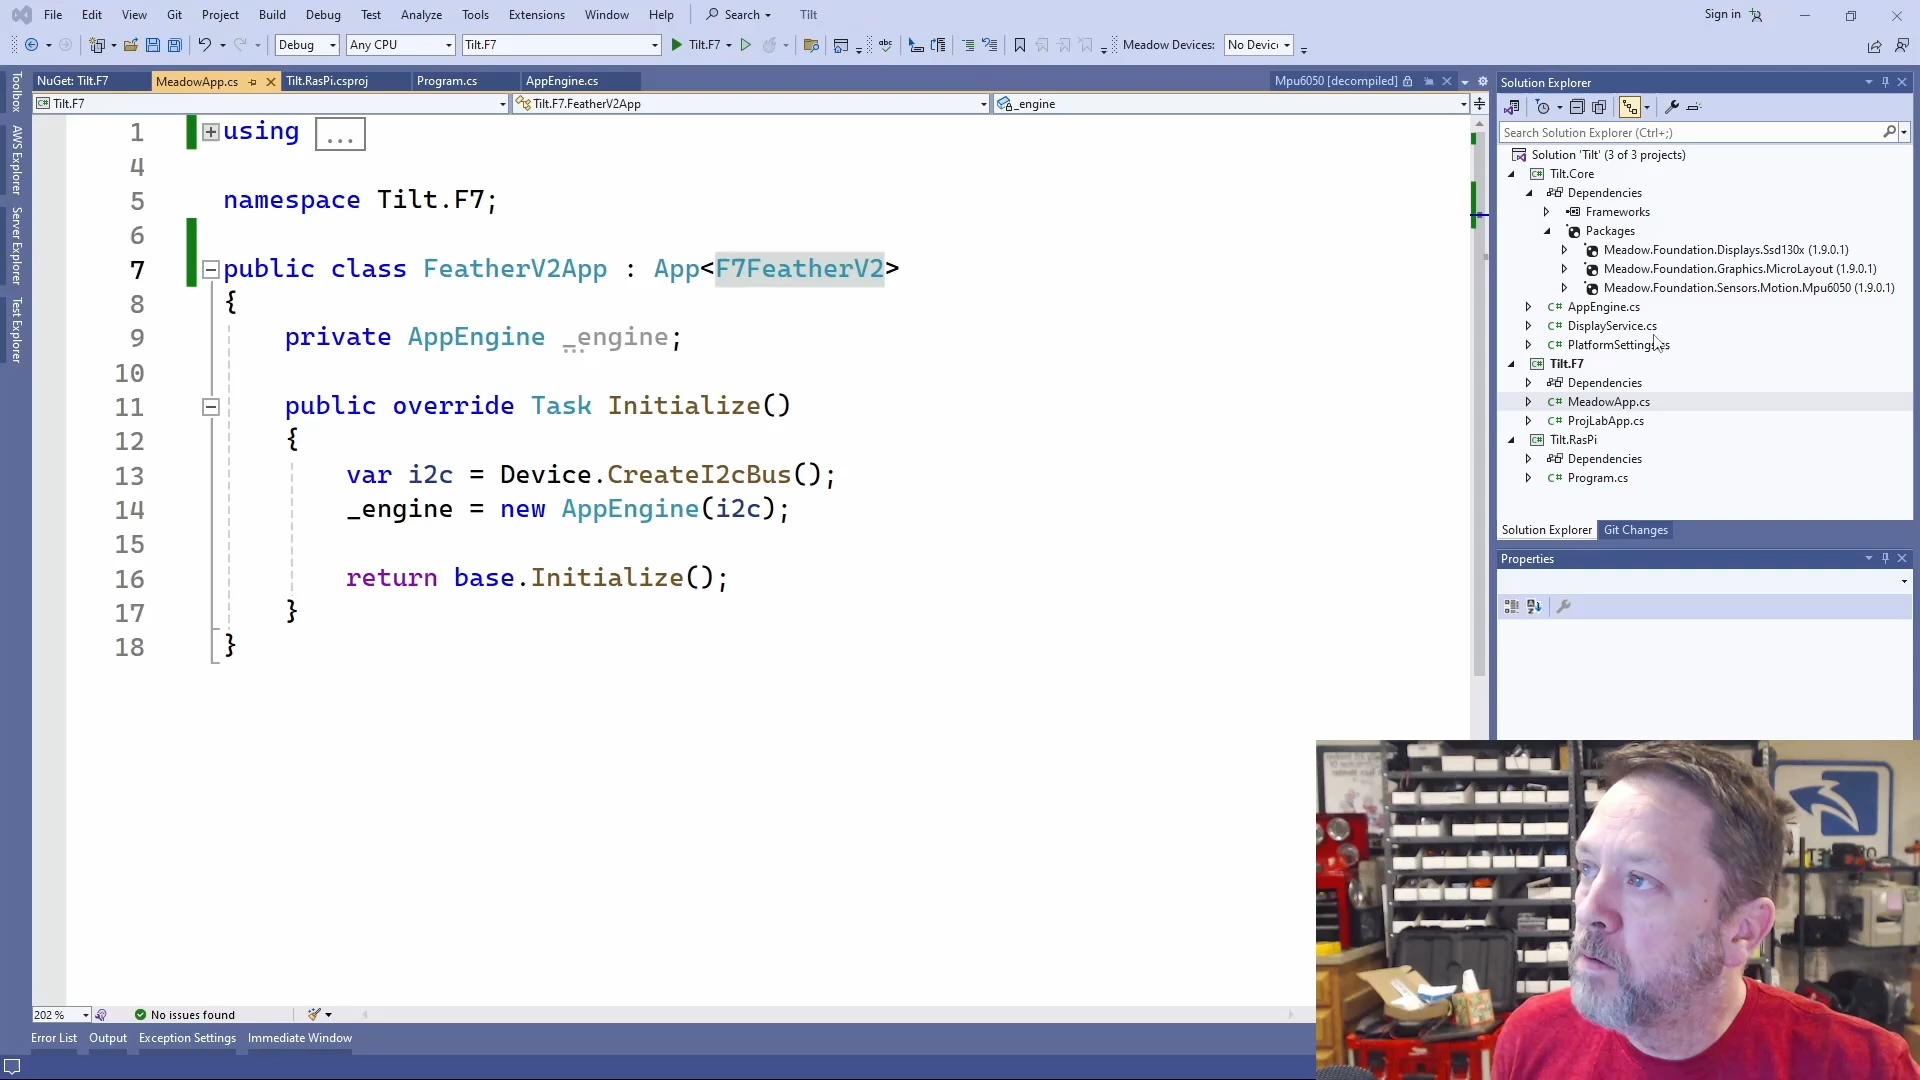 File Edit View Git Project Build Debug Test Analyze Tools Extensions Window Help Search Tilt Sign in
Debug Any CPU Tilt.F7 Tilt.F7 Meadow Devices: No Devic
NuGet: Tilt.F7 MeadowApp.cs Tilt.RasPi.csproj Program.cs AppEngine.cs Mpu6050 [decompiled]
Tilt.F7 Tilt.F7.FeatherV2App _engine
Toolbox
AWS Explorer
Server Explorer
Test Explorer
1 using ...
4
5 namespace Tilt.F7;
6
7 public class FeatherV2App : App<F7FeatherV2>
8 {
9 private AppEngine _engine;
10
11 public override Task Initialize()
12 {
13 var i2c = Device.CreateI2cBus();
14 _engine = new AppEngine(i2c);
15
16 return base.Initialize();
17 }
18 }
202 % No issues found
Error List Output Exception Settings Immediate Window
Solution Explorer
Search Solution Explorer (Ctrl+;)
Solution 'Tilt' (3 of 3 projects)
Tilt.Core
Dependencies
Frameworks
Packages
Meadow.Foundation.Displays.Ssd130x (1.9.0.1)
Meadow.Foundation.Graphics.MicroLayout (1.9.0.1)
Meadow.Foundation.Sensors.Motion.Mpu6050 (1.9.0.1)
C# AppEngine.cs
C# DisplayService.cs
C# PlatformSettings.cs
Tilt.F7
Dependencies
C# MeadowApp.cs
C# ProjLabApp.cs
Tilt.RasPi
Dependencies
C# Program.cs
Solution Explorer Git Changes
Properties